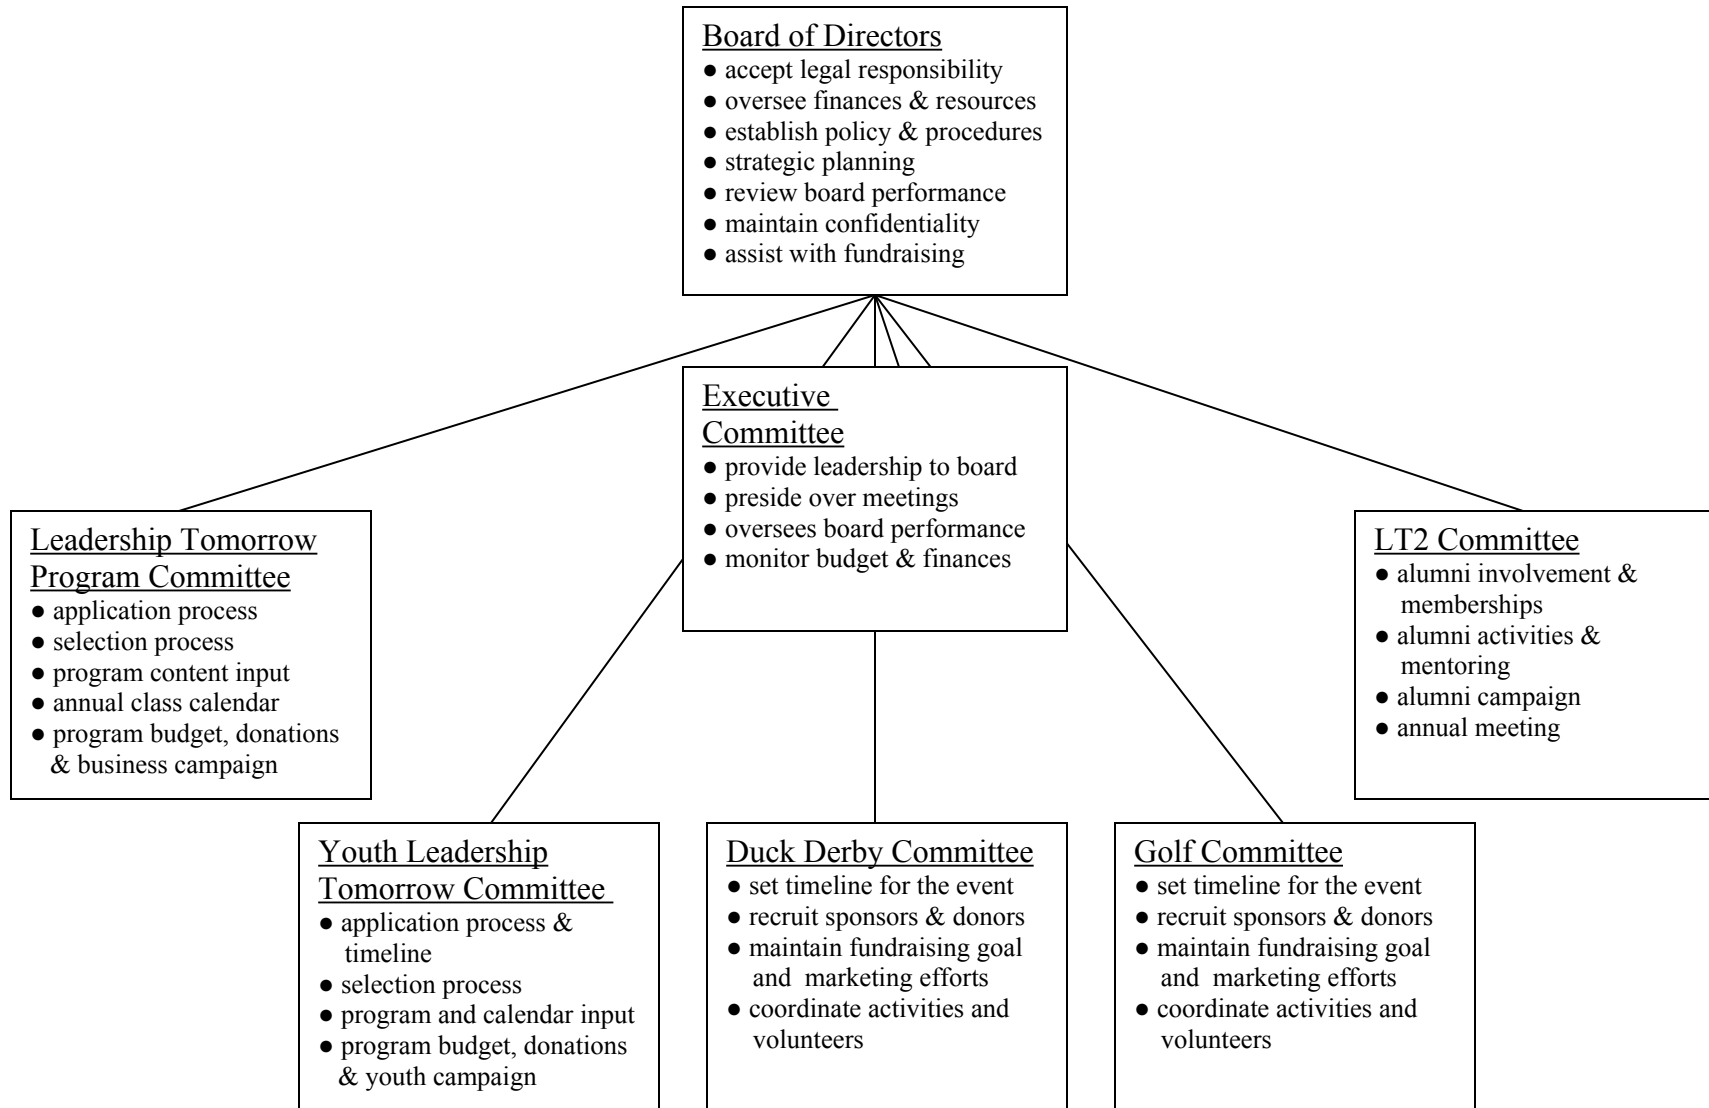 Board of Directors
● accept legal responsibility
● oversee finances & resources
● establish policy & procedures
● strategic planning
● review board performance
● maintain confidentiality
● assist with fundraising
Executive
Committee
● provide leadership to board
● preside over meetings
● oversees board performance
● monitor budget & finances
Leadership Tomorrow
Program Committee
● application process
● selection process
● program content input
● annual class calendar
● program budget, donations
& business campaign
LT2 Committee
● alumni involvement &
memberships
● alumni activities &
mentoring
● alumni campaign
● annual meeting
Youth Leadership
Tomorrow Committee
● application process &
timeline
● selection process
● program and calendar input
● program budget, donations
& youth campaign
Duck Derby Committee
● set timeline for the event
● recruit sponsors & donors
● maintain fundraising goal
and marketing efforts
● coordinate activities and
volunteers
Golf Committee
● set timeline for the event
● recruit sponsors & donors
● maintain fundraising goal
and marketing efforts
● coordinate activities and
volunteers